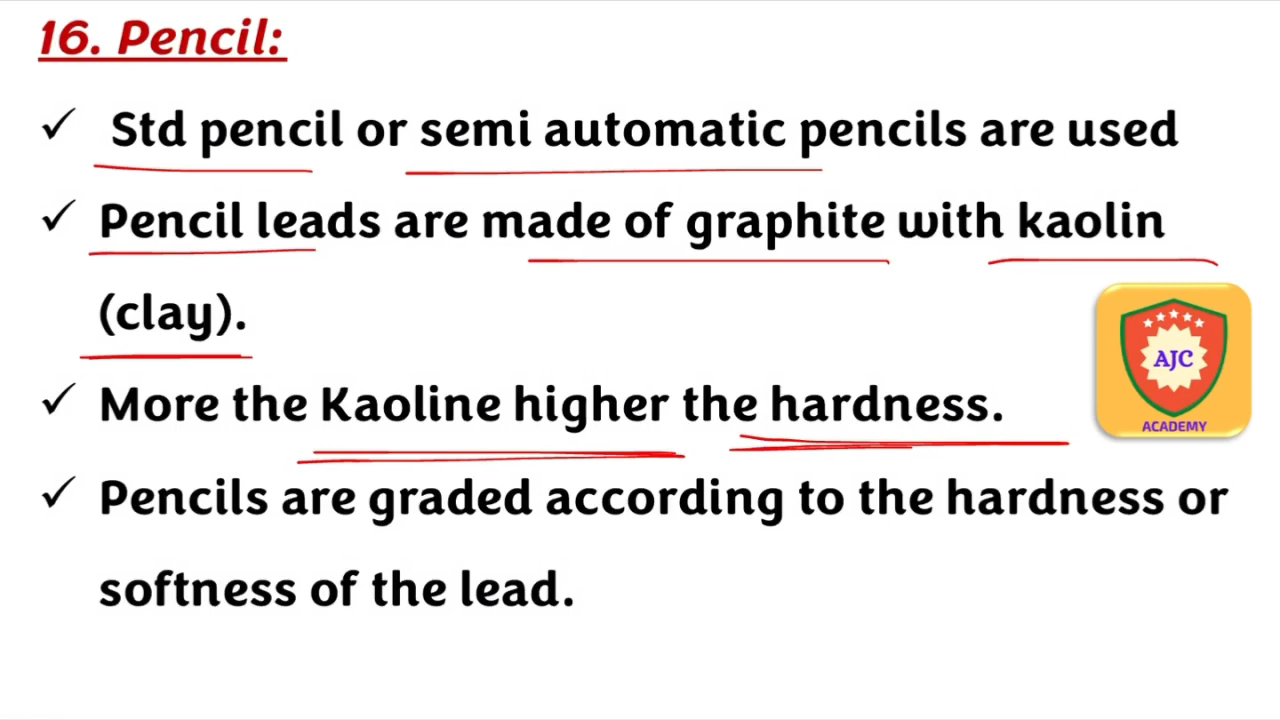 16. Pencil:
✓ Std pencil or semi automatic pencils are used
✓ Pencil leads are made of graphite with kaolin
(clay).
✓ More the Kaoline higher the hardness.
✓ Pencils are graded according to the hardness or
softness of the lead.
AJC
ACADEMY